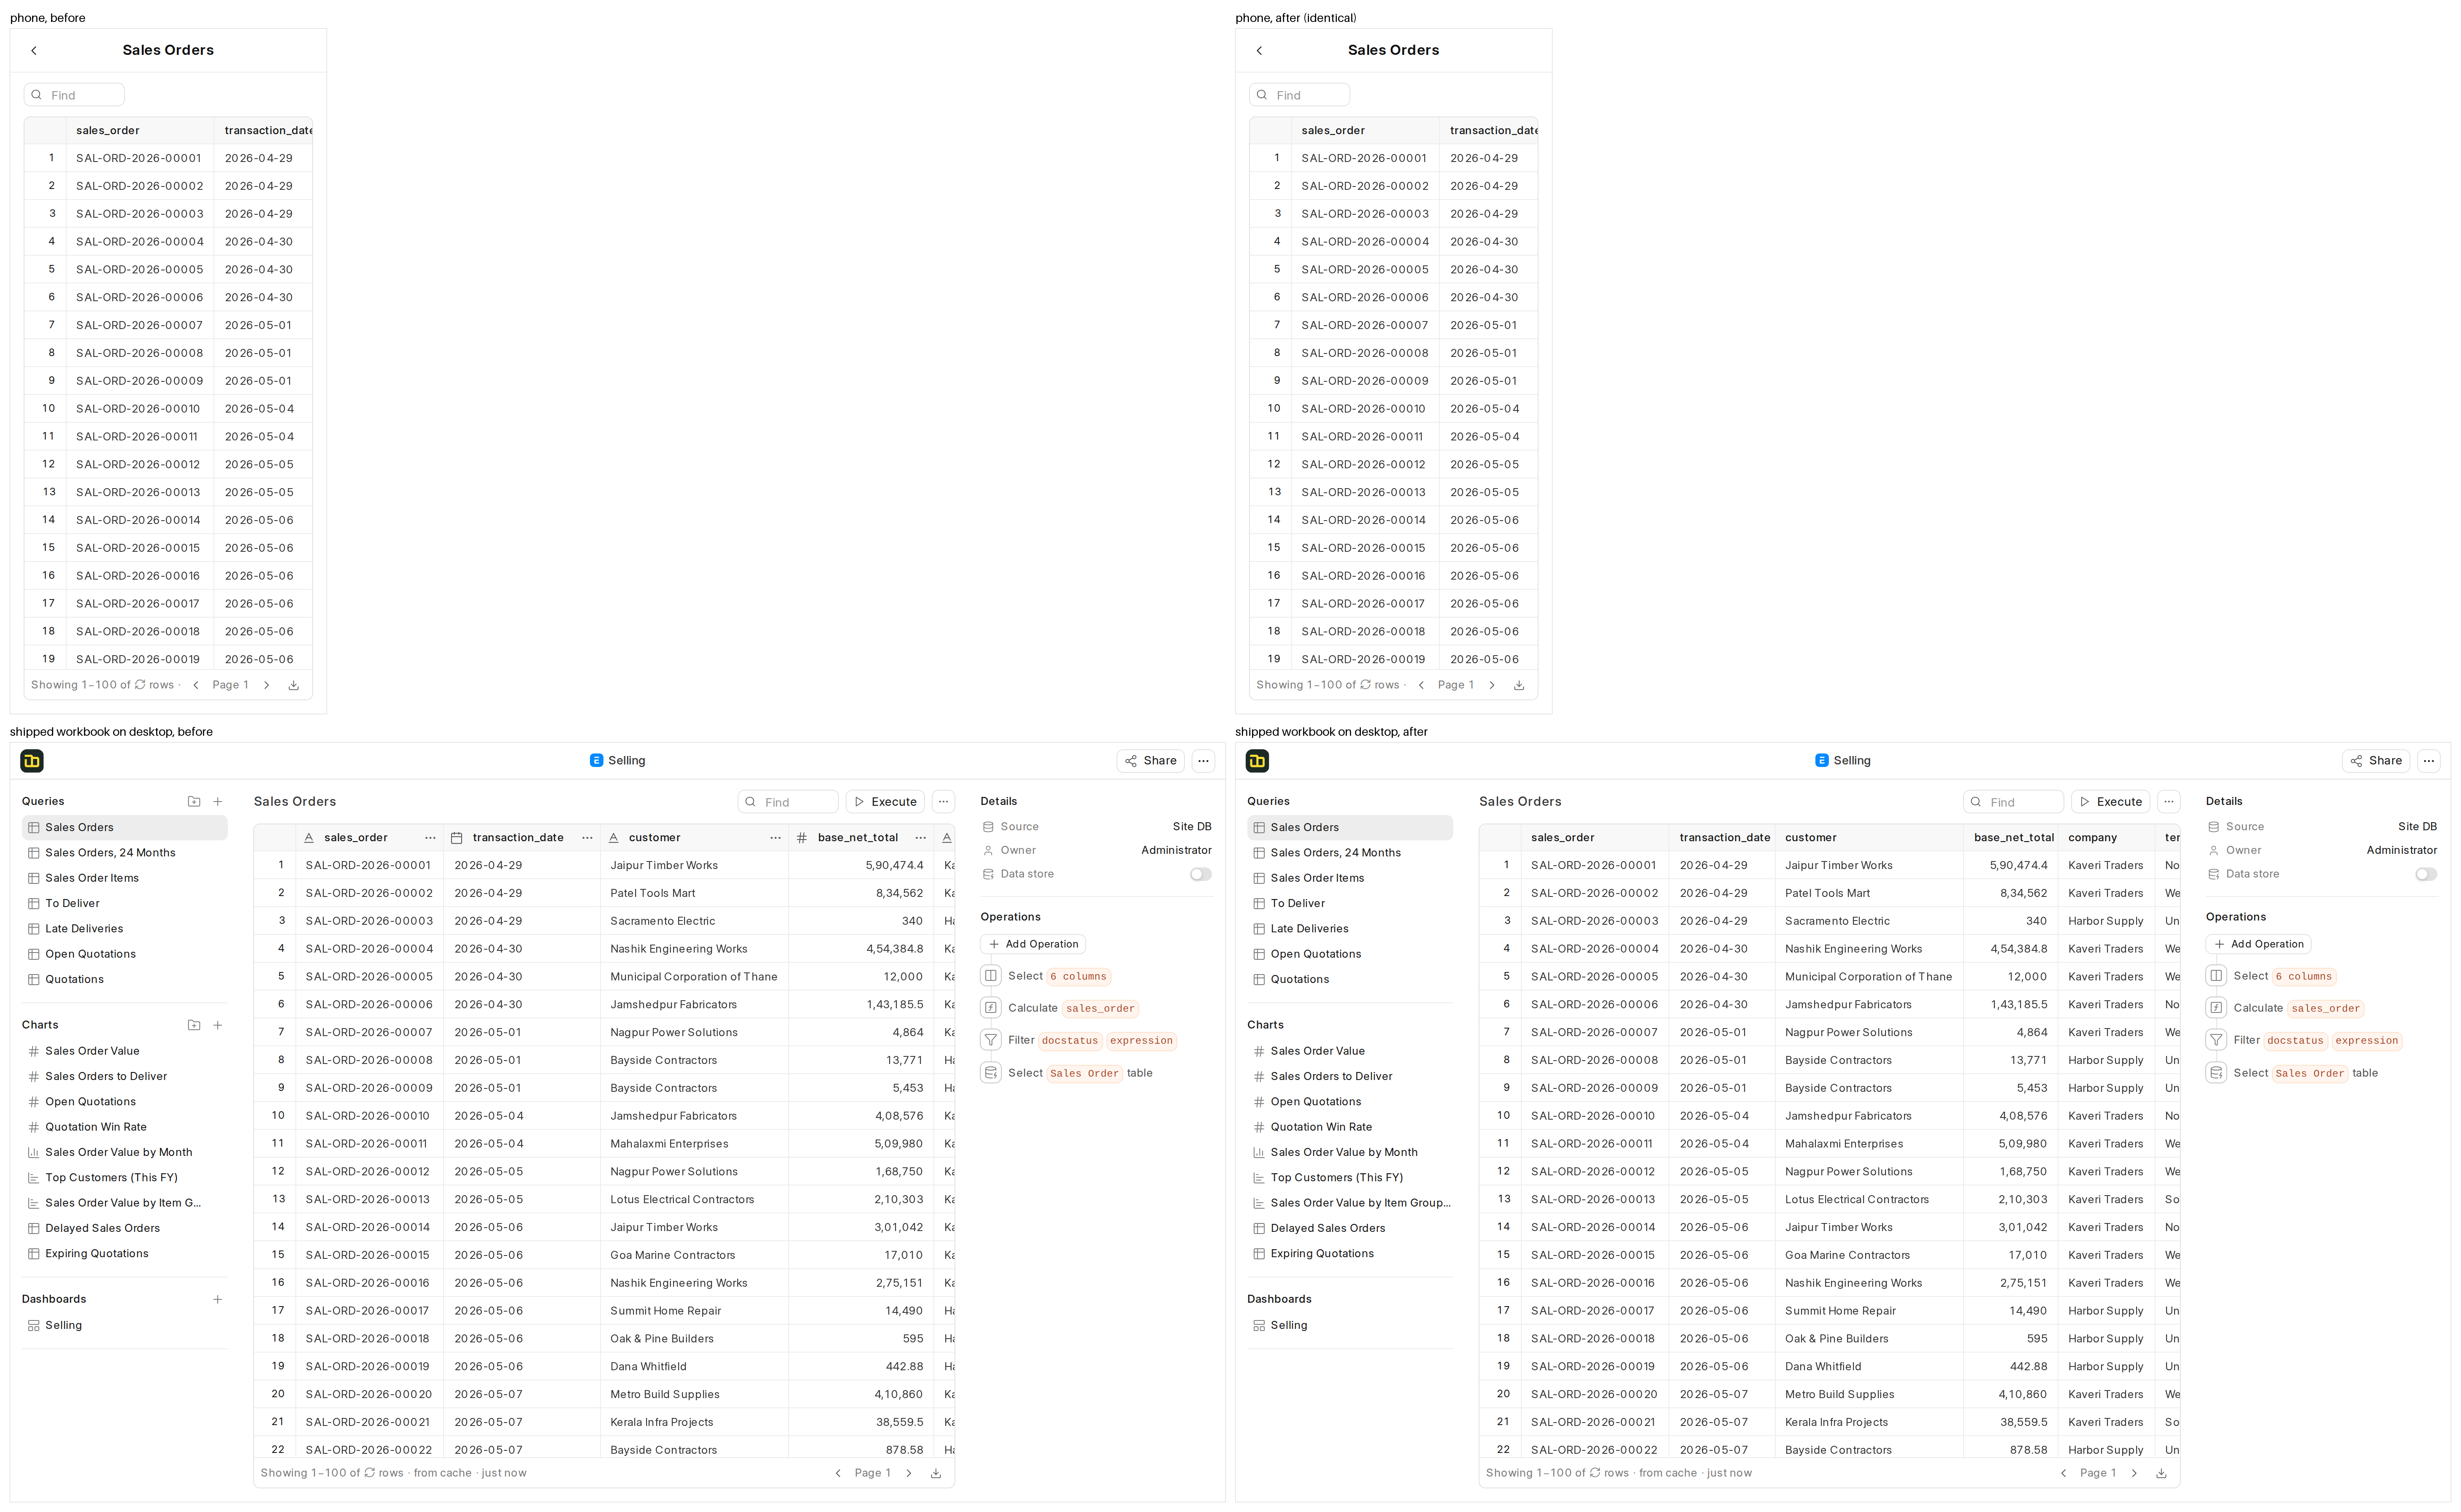 phone, before
Sales Orders
Find
sales_order transaction_date
1 SAL-ORD-2026-00001 2026-04-29
2 SAL-ORD-2026-00002 2026-04-29
3 SAL-ORD-2026-00003 2026-04-29
4 SAL-ORD-2026-00004 2026-04-30
5 SAL-ORD-2026-00005 2026-04-30
6 SAL-ORD-2026-00006 2026-04-30
7 SAL-ORD-2026-00007 2026-05-01
8 SAL-ORD-2026-00008 2026-05-01
9 SAL-ORD-2026-00009 2026-05-01
10 SAL-ORD-2026-00010 2026-05-04
11 SAL-ORD-2026-00011 2026-05-04
12 SAL-ORD-2026-00012 2026-05-05
13 SAL-ORD-2026-00013 2026-05-05
14 SAL-ORD-2026-00014 2026-05-06
15 SAL-ORD-2026-00015 2026-05-06
16 SAL-ORD-2026-00016 2026-05-06
17 SAL-ORD-2026-00017 2026-05-06
18 SAL-ORD-2026-00018 2026-05-06
19 SAL-ORD-2026-00019 2026-05-06
Showing 1–100 of rows · Page 1
phone, after (identical)
Sales Orders
Find
sales_order transaction_date
1 SAL-ORD-2026-00001 2026-04-29
2 SAL-ORD-2026-00002 2026-04-29
3 SAL-ORD-2026-00003 2026-04-29
4 SAL-ORD-2026-00004 2026-04-30
5 SAL-ORD-2026-00005 2026-04-30
6 SAL-ORD-2026-00006 2026-04-30
7 SAL-ORD-2026-00007 2026-05-01
8 SAL-ORD-2026-00008 2026-05-01
9 SAL-ORD-2026-00009 2026-05-01
10 SAL-ORD-2026-00010 2026-05-04
11 SAL-ORD-2026-00011 2026-05-04
12 SAL-ORD-2026-00012 2026-05-05
13 SAL-ORD-2026-00013 2026-05-05
14 SAL-ORD-2026-00014 2026-05-06
15 SAL-ORD-2026-00015 2026-05-06
16 SAL-ORD-2026-00016 2026-05-06
17 SAL-ORD-2026-00017 2026-05-06
18 SAL-ORD-2026-00018 2026-05-06
19 SAL-ORD-2026-00019 2026-05-06
Showing 1–100 of rows · Page 1
shipped workbook on desktop, before
E Selling
Share
Queries
Sales Orders
Sales Orders, 24 Months
Sales Order Items
To Deliver
Late Deliveries
Open Quotations
Quotations
Charts
Sales Order Value
Sales Orders to Deliver
Open Quotations
Quotation Win Rate
Sales Order Value by Month
Top Customers (This FY)
Sales Order Value by Item G...
Delayed Sales Orders
Expiring Quotations
Dashboards
Selling
Sales Orders
Find
Execute
sales_order transaction_date customer base_net_total
1 SAL-ORD-2026-00001 2026-04-29 Jaipur Timber Works 5,90,474.4 Ka
2 SAL-ORD-2026-00002 2026-04-29 Patel Tools Mart 8,34,562 Ka
3 SAL-ORD-2026-00003 2026-04-29 Sacramento Electric 340 Ha
4 SAL-ORD-2026-00004 2026-04-30 Nashik Engineering Works 4,54,384.8 Ka
5 SAL-ORD-2026-00005 2026-04-30 Municipal Corporation of Thane 12,000 Ka
6 SAL-ORD-2026-00006 2026-04-30 Jamshedpur Fabricators 1,43,185.5 Ka
7 SAL-ORD-2026-00007 2026-05-01 Nagpur Power Solutions 4,864 Ka
8 SAL-ORD-2026-00008 2026-05-01 Bayside Contractors 13,771 Ha
9 SAL-ORD-2026-00009 2026-05-01 Bayside Contractors 5,453 Ha
10 SAL-ORD-2026-00010 2026-05-04 Jamshedpur Fabricators 4,08,576 Ka
11 SAL-ORD-2026-00011 2026-05-04 Mahalaxmi Enterprises 5,09,980 Ka
12 SAL-ORD-2026-00012 2026-05-05 Nagpur Power Solutions 1,68,750 Ka
13 SAL-ORD-2026-00013 2026-05-05 Lotus Electrical Contractors 2,10,303 Ka
14 SAL-ORD-2026-00014 2026-05-06 Jaipur Timber Works 3,01,042 Ka
15 SAL-ORD-2026-00015 2026-05-06 Goa Marine Contractors 17,010 Ka
16 SAL-ORD-2026-00016 2026-05-06 Nashik Engineering Works 2,75,151 Ka
17 SAL-ORD-2026-00017 2026-05-06 Summit Home Repair 14,490 Ha
18 SAL-ORD-2026-00018 2026-05-06 Oak & Pine Builders 595 Ha
19 SAL-ORD-2026-00019 2026-05-06 Dana Whitfield 442.88 Ha
20 SAL-ORD-2026-00020 2026-05-07 Metro Build Supplies 4,10,860 Ka
21 SAL-ORD-2026-00021 2026-05-07 Kerala Infra Projects 38,559.5 Ka
22 SAL-ORD-2026-00022 2026-05-07 Bayside Contractors 878.58 Ha
Showing 1–100 of rows · from cache · just now Page 1
Details
Source Site DB
Owner Administrator
Data store
Operations
Add Operation
Select 6 columns
Calculate sales_order
Filter docstatus expression
Select Sales Order table
shipped workbook on desktop, after
E Selling
Share
Queries
Sales Orders
Sales Orders, 24 Months
Sales Order Items
To Deliver
Late Deliveries
Open Quotations
Quotations
Charts
Sales Order Value
Sales Orders to Deliver
Open Quotations
Quotation Win Rate
Sales Order Value by Month
Top Customers (This FY)
Sales Order Value by Item Group...
Delayed Sales Orders
Expiring Quotations
Dashboards
Selling
Sales Orders
Find
Execute
sales_order transaction_date customer base_net_total company ter
1 SAL-ORD-2026-00001 2026-04-29 Jaipur Timber Works 5,90,474.4 Kaveri Traders No
2 SAL-ORD-2026-00002 2026-04-29 Patel Tools Mart 8,34,562 Kaveri Traders We
3 SAL-ORD-2026-00003 2026-04-29 Sacramento Electric 340 Harbor Supply Un
4 SAL-ORD-2026-00004 2026-04-30 Nashik Engineering Works 4,54,384.8 Kaveri Traders We
5 SAL-ORD-2026-00005 2026-04-30 Municipal Corporation of Thane 12,000 Kaveri Traders We
6 SAL-ORD-2026-00006 2026-04-30 Jamshedpur Fabricators 1,43,185.5 Kaveri Traders No
7 SAL-ORD-2026-00007 2026-05-01 Nagpur Power Solutions 4,864 Kaveri Traders We
8 SAL-ORD-2026-00008 2026-05-01 Bayside Contractors 13,771 Harbor Supply Un
9 SAL-ORD-2026-00009 2026-05-01 Bayside Contractors 5,453 Harbor Supply Un
10 SAL-ORD-2026-00010 2026-05-04 Jamshedpur Fabricators 4,08,576 Kaveri Traders No
11 SAL-ORD-2026-00011 2026-05-04 Mahalaxmi Enterprises 5,09,980 Kaveri Traders We
12 SAL-ORD-2026-00012 2026-05-05 Nagpur Power Solutions 1,68,750 Kaveri Traders We
13 SAL-ORD-2026-00013 2026-05-05 Lotus Electrical Contractors 2,10,303 Kaveri Traders So
14 SAL-ORD-2026-00014 2026-05-06 Jaipur Timber Works 3,01,042 Kaveri Traders No
15 SAL-ORD-2026-00015 2026-05-06 Goa Marine Contractors 17,010 Kaveri Traders We
16 SAL-ORD-2026-00016 2026-05-06 Nashik Engineering Works 2,75,151 Kaveri Traders We
17 SAL-ORD-2026-00017 2026-05-06 Summit Home Repair 14,490 Harbor Supply Un
18 SAL-ORD-2026-00018 2026-05-06 Oak & Pine Builders 595 Harbor Supply Un
19 SAL-ORD-2026-00019 2026-05-06 Dana Whitfield 442.88 Harbor Supply Un
20 SAL-ORD-2026-00020 2026-05-07 Metro Build Supplies 4,10,860 Kaveri Traders We
21 SAL-ORD-2026-00021 2026-05-07 Kerala Infra Projects 38,559.5 Kaveri Traders So
22 SAL-ORD-2026-00022 2026-05-07 Bayside Contractors 878.58 Harbor Supply Un
Showing 1–100 of rows · from cache · just now Page 1
Details
Source Site DB
Owner Administrator
Data store
Operations
Add Operation
Select 6 columns
Calculate sales_order
Filter docstatus expression
Select Sales Order table